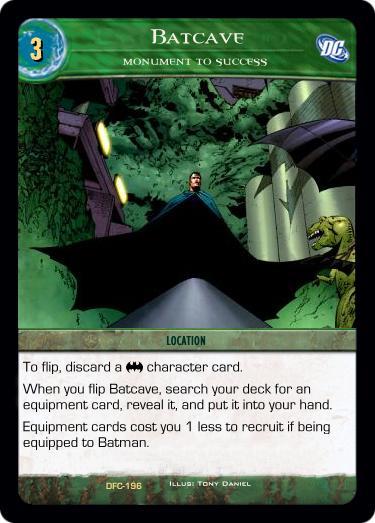 3
BATCAVE
MONUMENT TO SUCCESS
DC
LOCATION
To flip, discard a character card.
When you flip Batcave, search your deck for an
equipment card, reveal it, and put it into your hand.
Equipment cards cost you 1 less to recruit if being
equipped to Batman.
DFC-196
ILLUS: TONY DANIEL